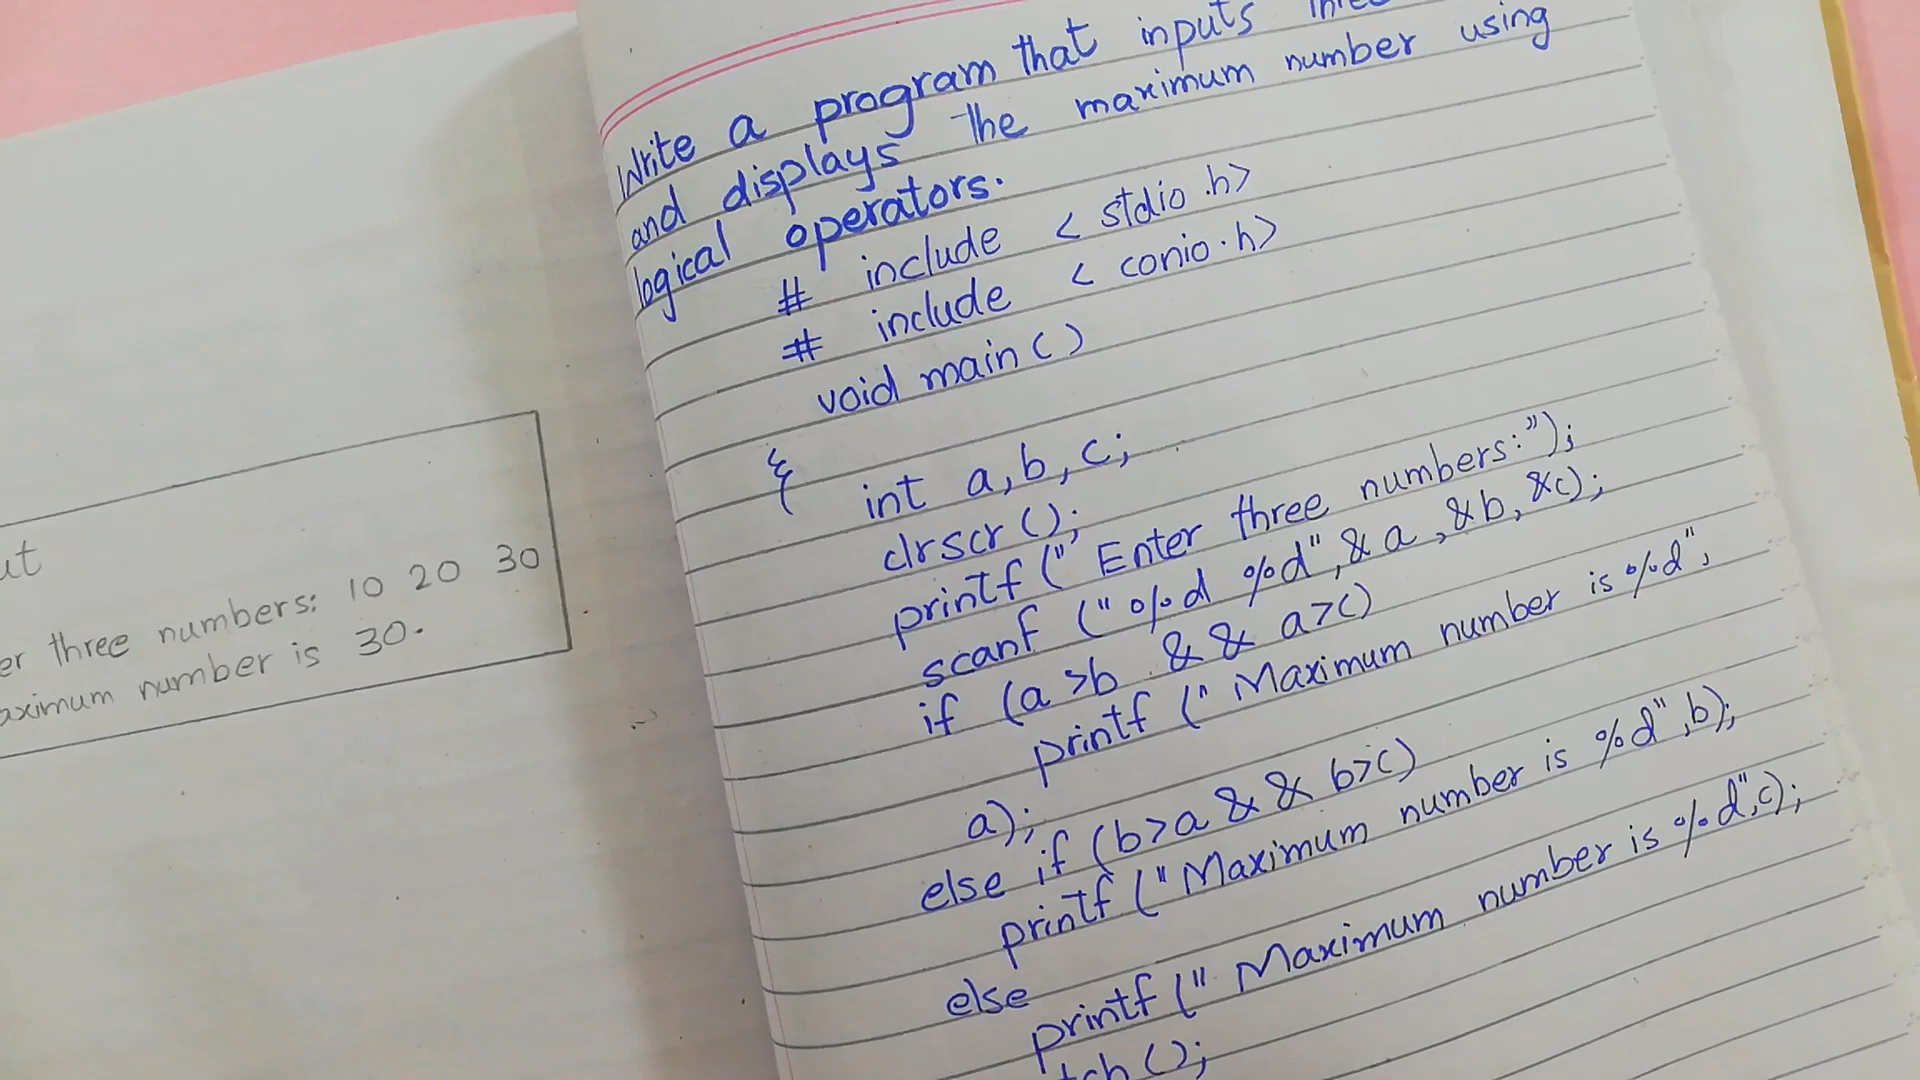 ut
er three numbers: 10 20 30
aximum number is 30.
Write a program that inputs three
and displays the maximum number using
logical operators.
# include < stdio.h>
# include < conio.h>
void main ( )
{
int a, b, c;
clrscr ();
printf (" Enter three numbers:");
scanf ("%d %d", & a , & b, &c);
if (a >b && a>c)
printf (" Maximum number is %d",
a);
else if (b>a && b>c)
printf ("Maximum number is %d",b);
else
printf (" Maximum number is %d",c);
tch ();